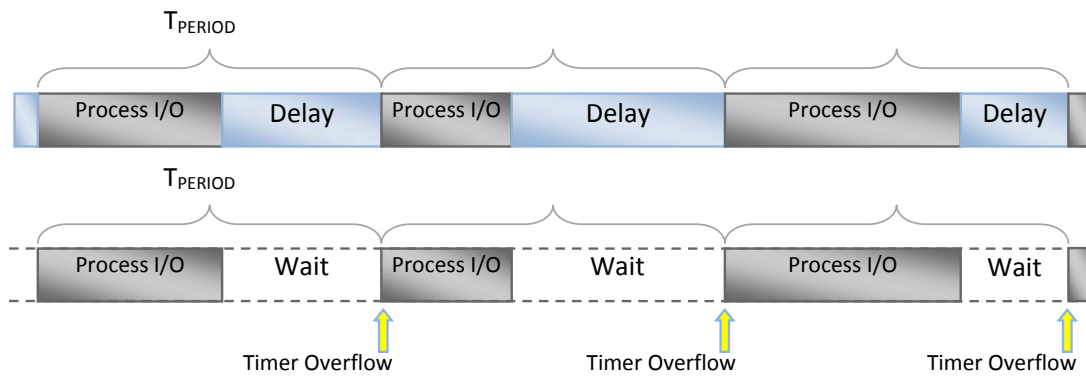 TPERIOD
Process I/O Delay Process I/O Delay Process I/O Delay
TPERIOD
Process I/O Wait Process I/O Wait Process I/O Wait
Timer Overflow Timer Overflow Timer Overflow